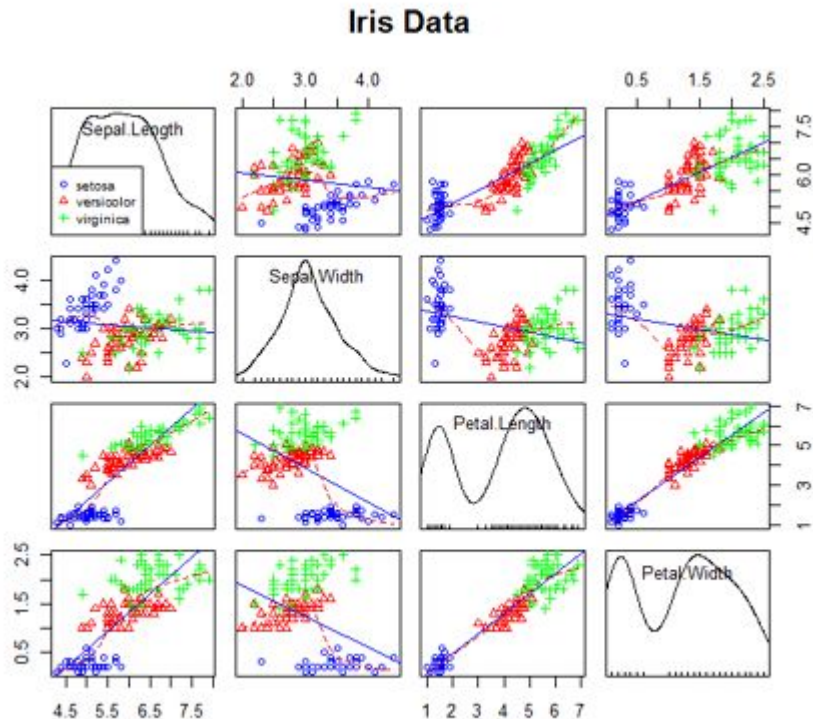 Iris Data
2.0 3.0 4.0
0.5 1.5 2.5
Sepal.Length
setosa
versicolor
virginica
4.5 6.0 7.5
2.0 3.0 4.0
Sepal.Width
Petal.Length
1 3 5 7
0.5 1.5 2.5
Petal.Width
4.5 5.5 6.5 7.5
1 2 3 4 5 6 7